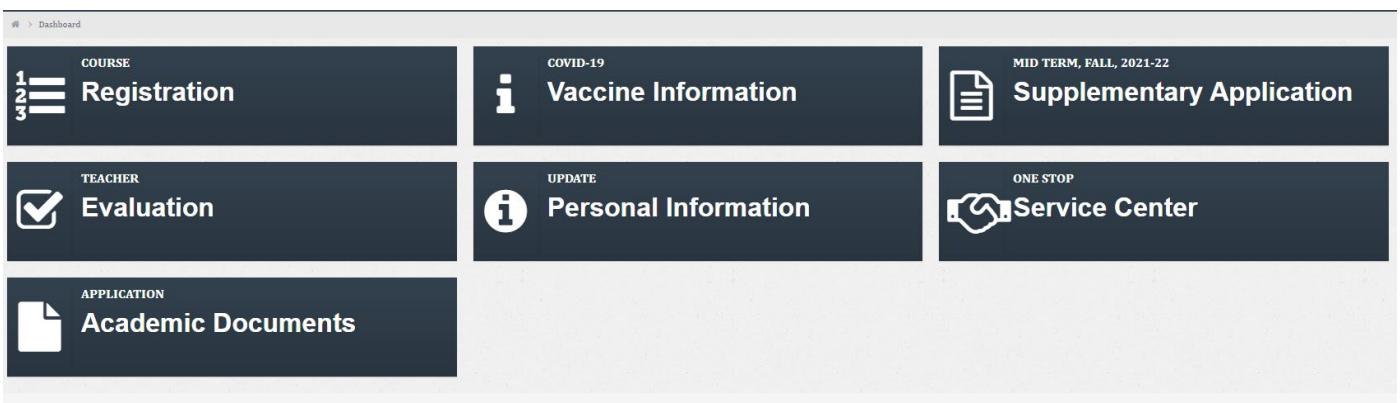 > Dashboard
COURSE
Registration
COVID-19
Vaccine Information
MID TERM, FALL, 2021-22
Supplementary Application
TEACHER
Evaluation
UPDATE
Personal Information
ONE STOP
Service Center
APPLICATION
Academic Documents